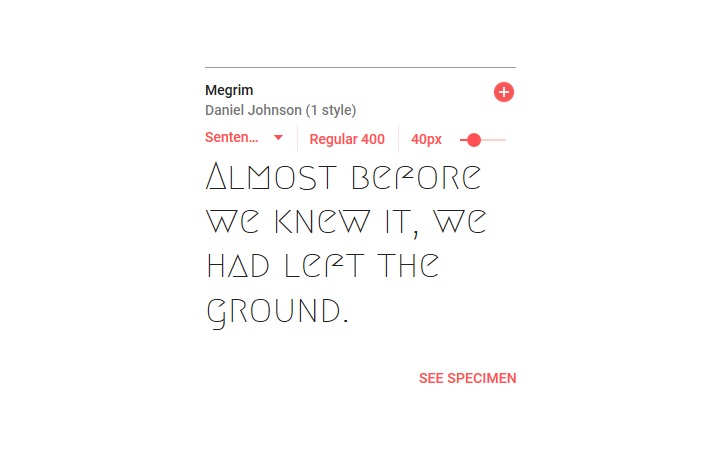 Megrim
Daniel Johnson (1 style)
Senten...
Regular 400
40px
Almost before
we knew it, we
had left the
ground.
SEE SPECIMEN